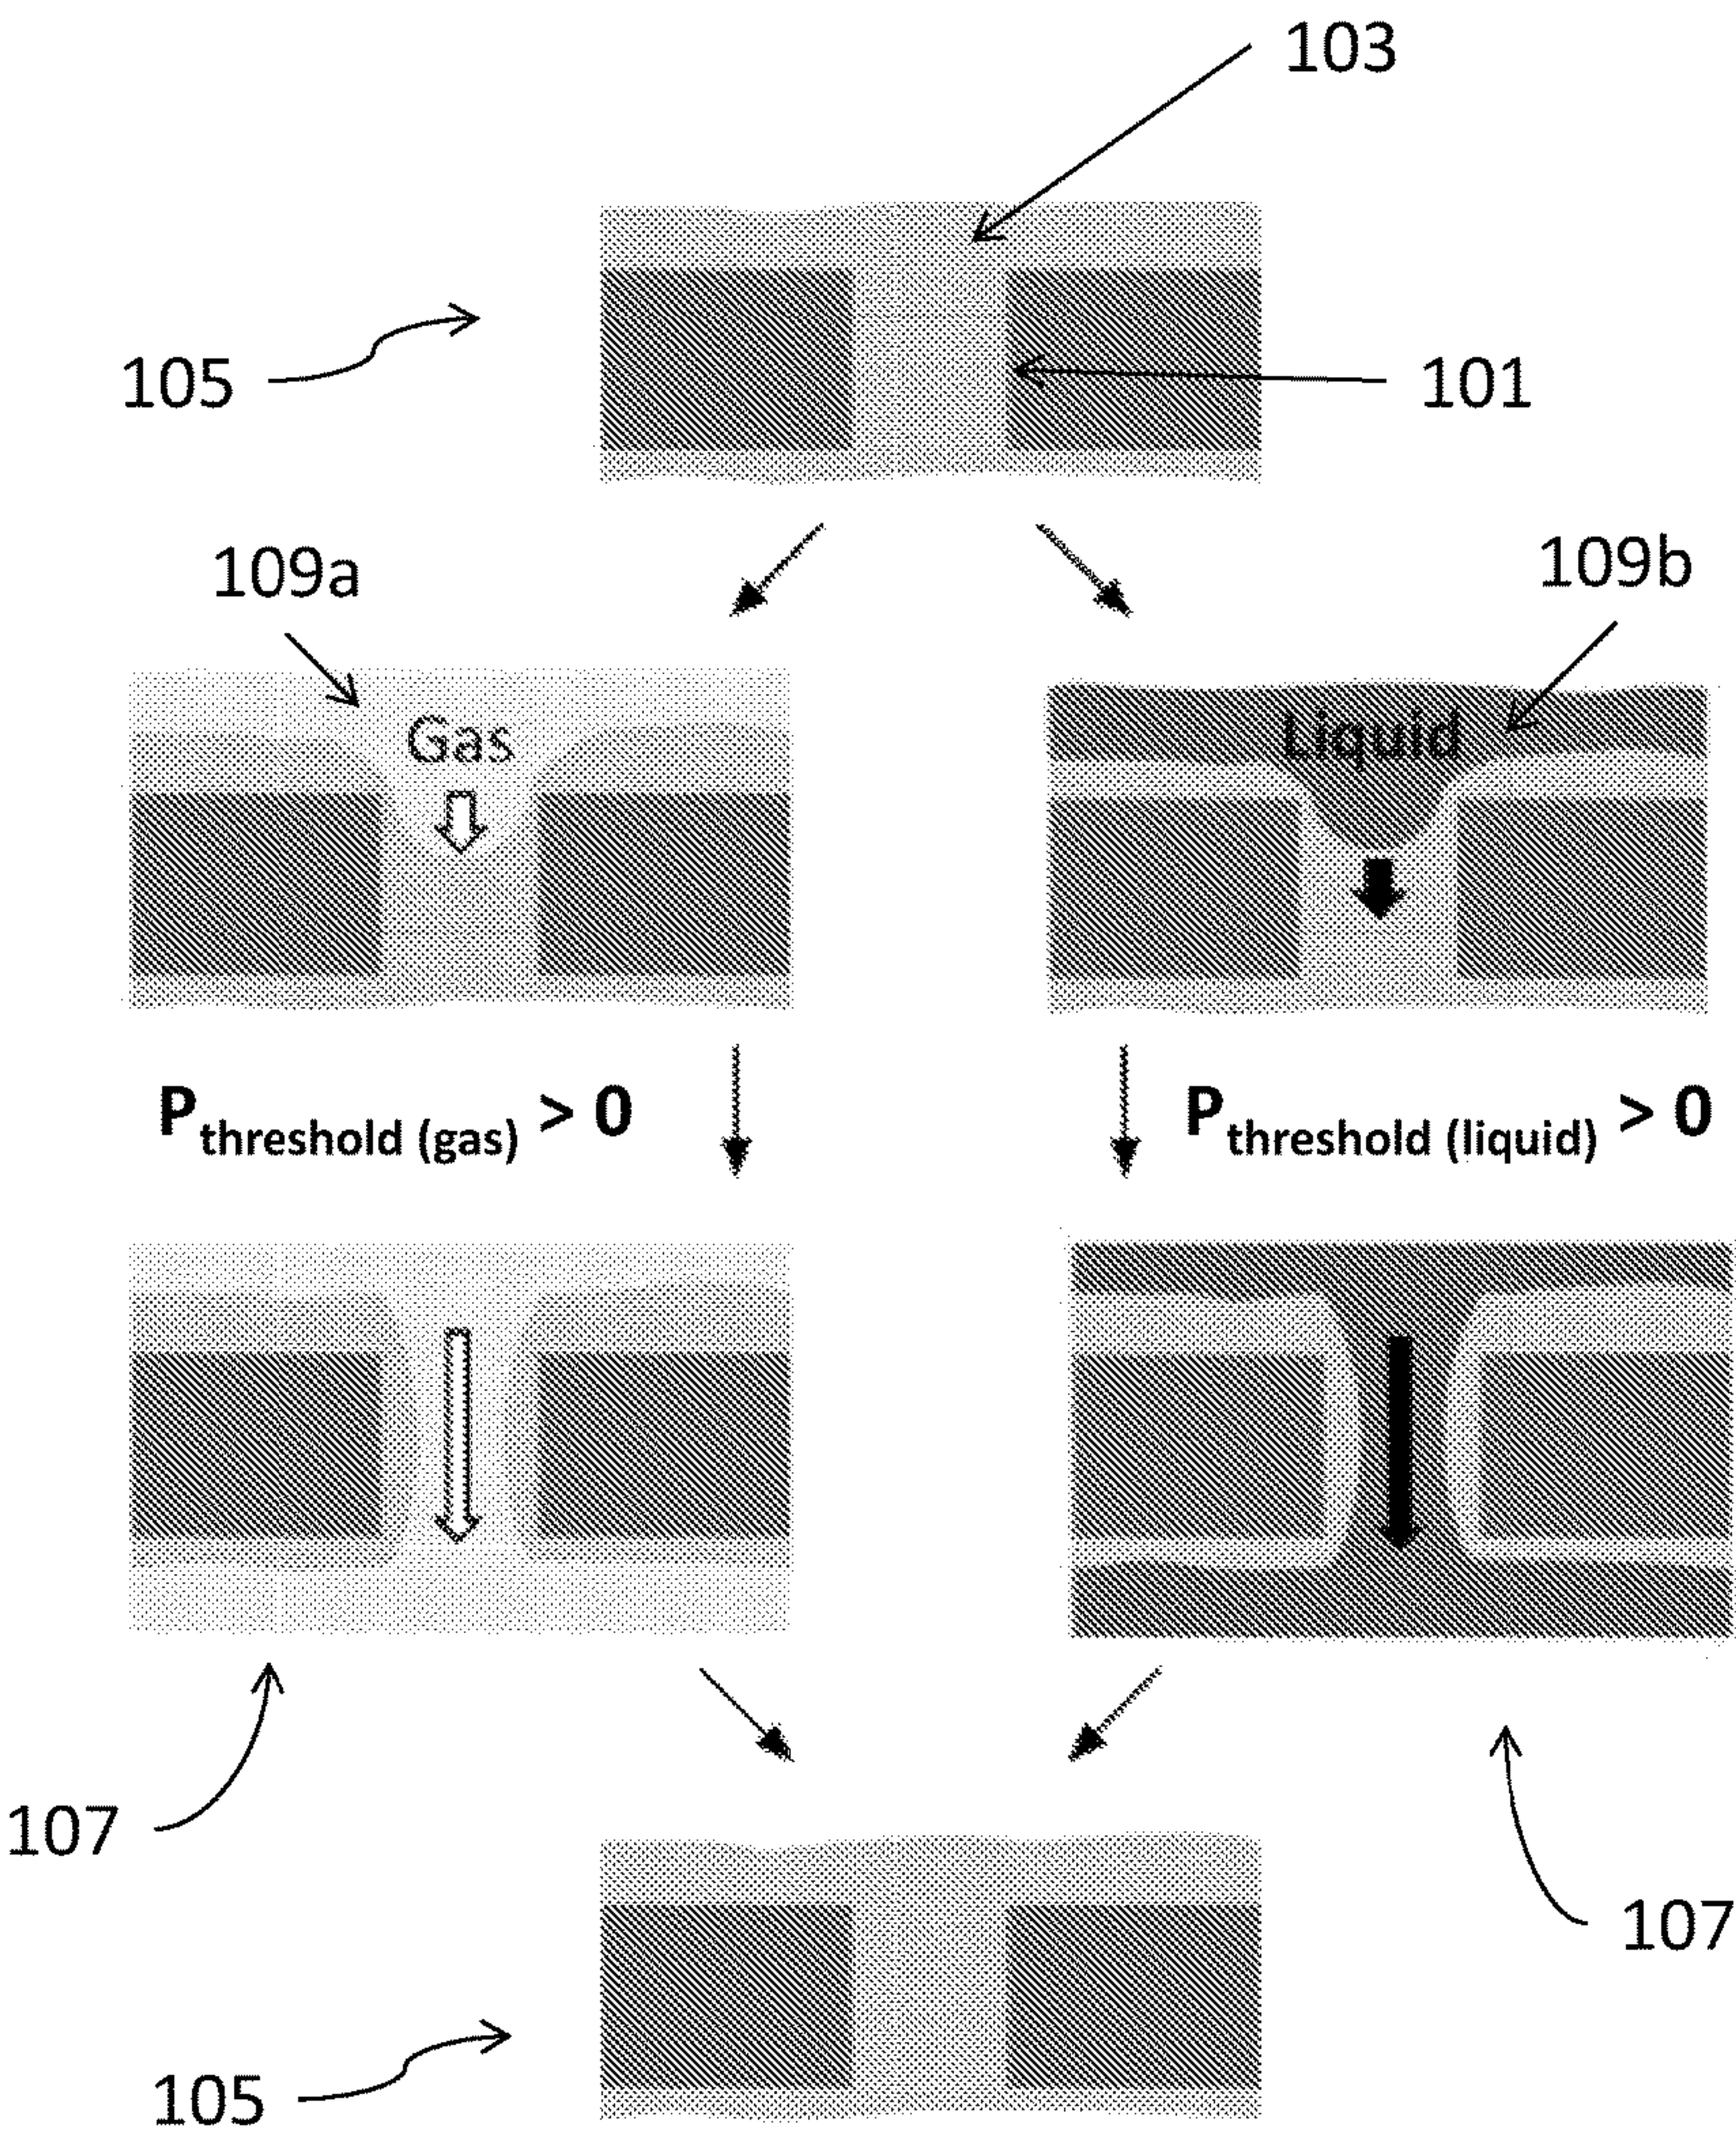 103
105
101
109a
109b
Gas
Liquid
Pthreshold (gas) > 0
Pthreshold (liquid) > 0
107
107
105